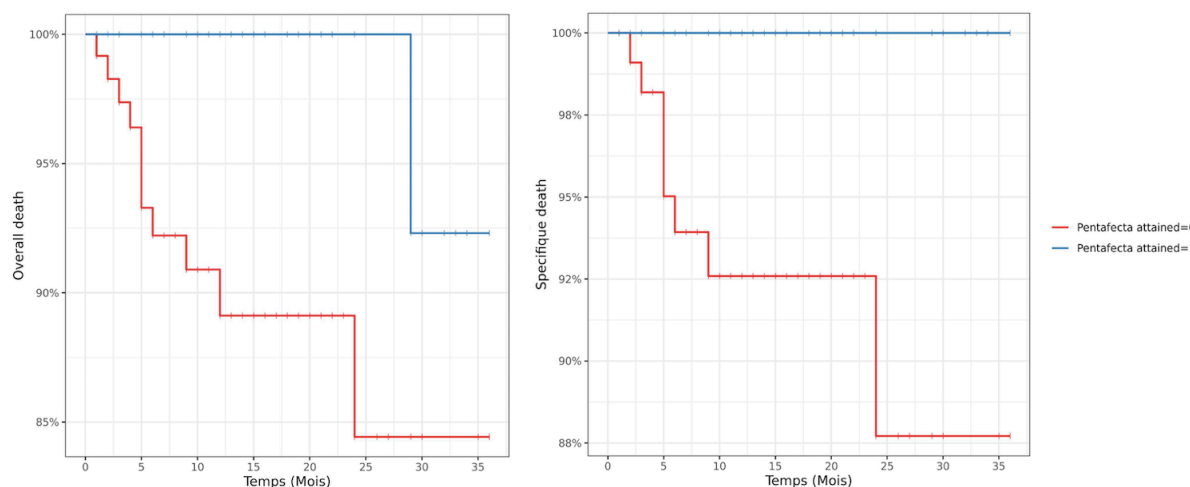 100%
95%
90%
85%
Overall death
0 5 10 15 20 25 30 35
Temps (Mois)
100%
98%
95%
92%
90%
88%
Specifique death
0 5 10 15 20 25 30 35
Temps (Mois)
Pentafecta attained=
Pentafecta attained=